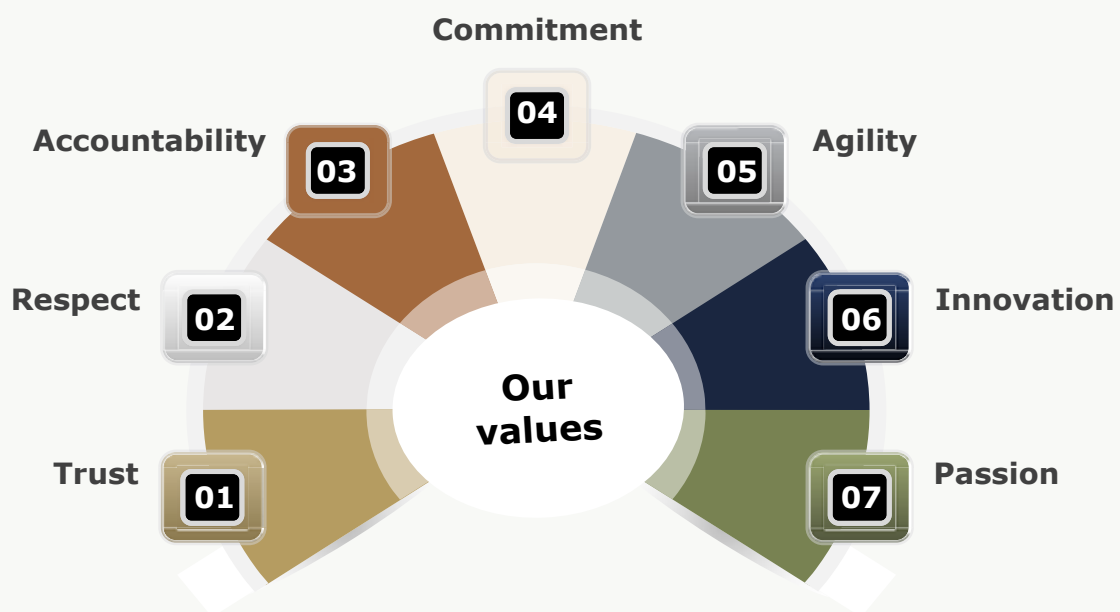 Commitment
04
Accountability
03
05
Agility
Respect
02
06
Innovation
Our
values
Trust
01
07
Passion